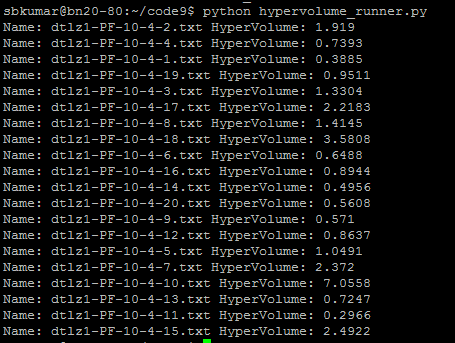 sbkumar@bn20-80:~/code9$ python hypervolume_runner.py
Name: dtlz1-PF-10-4-2.txt HyperVolume: 1.919
Name: dtlz1-PF-10-4-4.txt HyperVolume: 0.7393
Name: dtlz1-PF-10-4-1.txt HyperVolume: 0.3885
Name: dtlz1-PF-10-4-19.txt HyperVolume: 0.9511
Name: dtlz1-PF-10-4-3.txt HyperVolume: 1.3304
Name: dtlz1-PF-10-4-17.txt HyperVolume: 2.2183
Name: dtlz1-PF-10-4-8.txt HyperVolume: 1.4145
Name: dtlz1-PF-10-4-18.txt HyperVolume: 3.5808
Name: dtlz1-PF-10-4-6.txt HyperVolume: 0.6488
Name: dtlz1-PF-10-4-16.txt HyperVolume: 0.8944
Name: dtlz1-PF-10-4-14.txt HyperVolume: 0.4956
Name: dtlz1-PF-10-4-20.txt HyperVolume: 0.5608
Name: dtlz1-PF-10-4-9.txt HyperVolume: 0.571
Name: dtlz1-PF-10-4-12.txt HyperVolume: 0.8637
Name: dtlz1-PF-10-4-5.txt HyperVolume: 1.0491
Name: dtlz1-PF-10-4-7.txt HyperVolume: 2.372
Name: dtlz1-PF-10-4-10.txt HyperVolume: 7.0558
Name: dtlz1-PF-10-4-13.txt HyperVolume: 0.7247
Name: dtlz1-PF-10-4-11.txt HyperVolume: 0.2966
Name: dtlz1-PF-10-4-15.txt HyperVolume: 2.4922